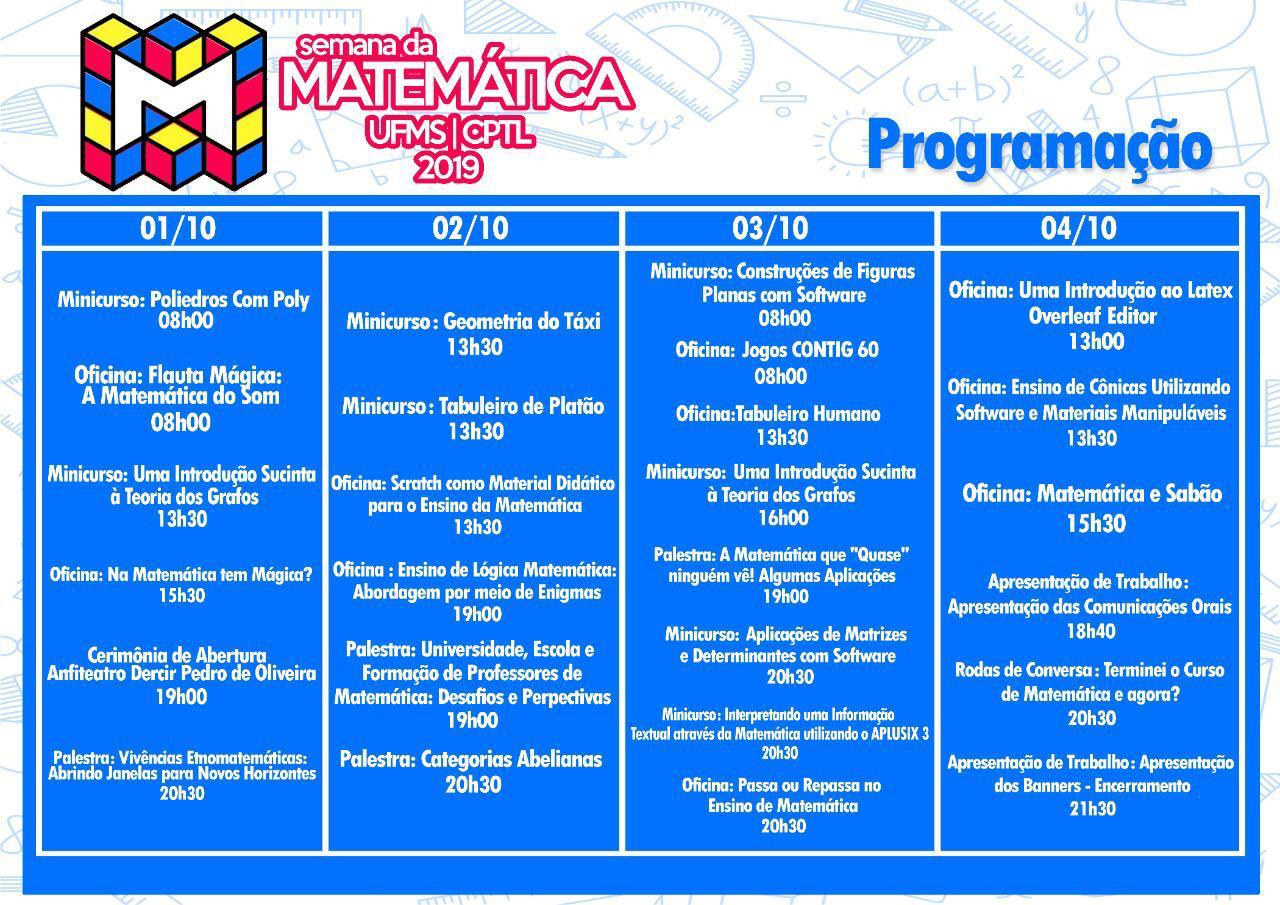 semana da
MATEMÁTICA
UFMS|CPTL
2019
(x+y)²
(a+b)²
8
Programação
01/10
Minicurso: Poliedros Com Poly
08h00
Oficina: Flauta Mágica:
A Matemática do Som
08h00
Minicurso: Uma Introdução Sucinta
à Teoria dos Grafos
13h30
Oficina: Na Matemática tem Mágica?
15h30
Cerimônia de Abertura
Anfiteatro Dercir Pedro de Oliveira
19h00
Palestra: Vivências Etnomatemáticas:
Abrindo Janelas para Novos Horizontes
20h30
02/10
Minicurso: Geometria do Táxi
13h30
Minicurso: Tabuleiro de Platão
13h30
Oficina: Scratch como Material Didático
para o Ensino da Matemática
13h30
Oficina : Ensino de Lógica Matemática:
Abordagem por meio de Enigmas
19h00
Palestra: Universidade, Escola e
Formação de Professores de
Matemática: Desafios e Perpectivas
19h00
Palestra: Categorias Abelianas
20h30
03/10
Minicurso: Construções de Figuras
Planas com Software
08h00
Oficina: Jogos CONTIG 60
08h00
Oficina:Tabuleiro Humano
13h30
Minicurso: Uma Introdução Sucinta
à Teoria dos Grafos
16h00
Palestra: A Matemática que "Quase"
ninguém vê! Algumas Aplicações
19h00
Minicurso: Aplicações de Matrizes
e Determinantes com Software
20h30
Minicurso: Interpretando uma Informação
Textual através da Matemática utilizando o APLUSIX 3
20h30
Oficina: Passa ou Repassa no
Ensino de Matemática
20h30
04/10
Oficina: Uma Introdução ao Latex
Overleaf Editor
13h00
Oficina: Ensino de Cônicas Utilizando
Software e Materiais Manipuláveis
13h30
Oficina: Matemática e Sabão
15h30
Apresentação de Trabalho:
Apresentação das Comunicações Orais
18h40
Rodas de Conversa: Terminei o Curso
de Matemática e agora?
20h30
Apresentação de Trabalho: Apresentação
dos Banners - Encerramento
21h30